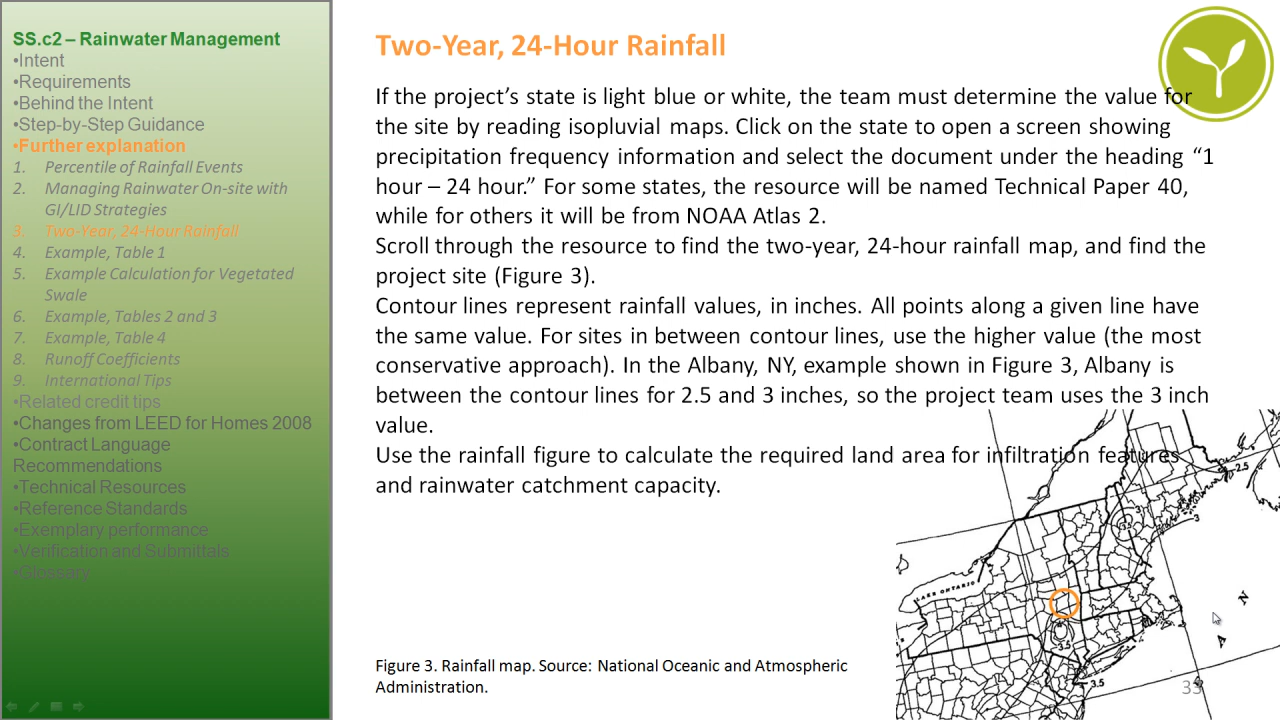 SS.c2 – Rainwater Management
•Intent
•Requirements
•Behind the Intent
•Step-by-Step Guidance
•Further explanation
1. Percentile of Rainfall Events
2. Managing Rainwater On-site with
GI/LID Strategies
3. Two-Year, 24-Hour Rainfall
4. Example, Table 1
5. Example Calculation for Vegetated
Swale
6. Example, Tables 2 and 3
7. Example, Table 4
8. Runoff Coefficients
9. International Tips
•Related credit tips
•Changes from LEED for Homes 2008
•Contract Language
Recommendations
•Technical Resources
•Reference Standards
•Exemplary performance
•Verification and Submittals
•Glossary
Two-Year, 24-Hour Rainfall
If the project’s state is light blue or white, the team must determine the value for
the site by reading isopluvial maps. Click on the state to open a screen showing
precipitation frequency information and select the document under the heading “1
hour – 24 hour.” For some states, the resource will be named Technical Paper 40,
while for others it will be from NOAA Atlas 2.
Scroll through the resource to find the two-year, 24-hour rainfall map, and find the
project site (Figure 3).
Contour lines represent rainfall values, in inches. All points along a given line have
the same value. For sites in between contour lines, use the higher value (the most
conservative approach). In the Albany, NY, example shown in Figure 3, Albany is
between the contour lines for 2.5 and 3 inches, so the project team uses the 3 inch
value.
Use the rainfall figure to calculate the required land area for infiltration features
and rainwater catchment capacity.
2.5
3
3.5
3
LAKE ONTARIO
N
A
3.5
3.5
Figure 3. Rainfall map. Source: National Oceanic and Atmospheric
Administration.